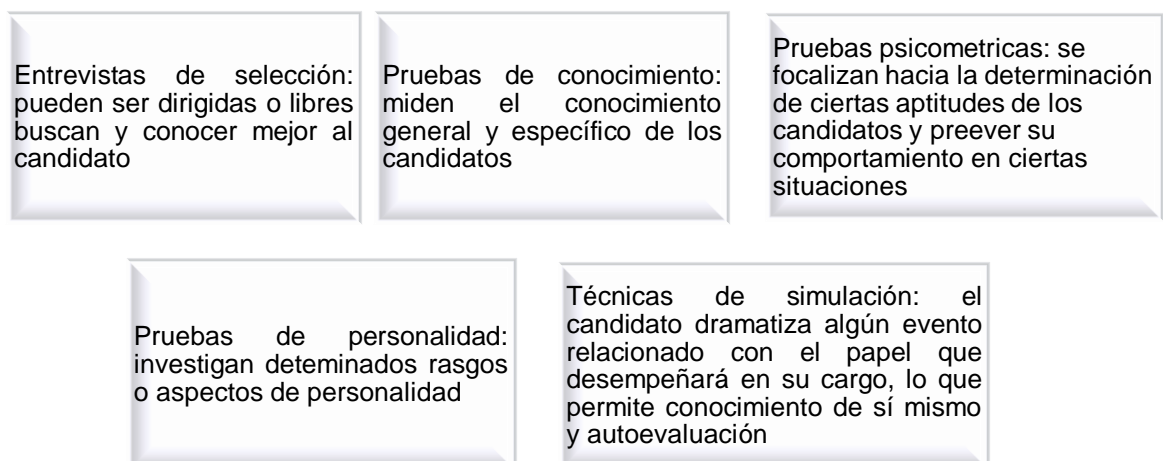 Entrevistas de selección:
pueden ser dirigidas o libres
buscan y conocer mejor al
candidato
Pruebas de conocimiento:
miden el conocimiento
general y específico de los
candidatos
Pruebas psicometricas: se
focalizan hacia la determinación
de ciertas aptitudes de los
candidatos y preever su
comportamiento en ciertas
situaciones
Pruebas de personalidad:
investigan deteminados rasgos
o aspectos de personalidad
Técnicas de simulación: el
candidato dramatiza algún evento
relacionado con el papel que
desempeñará en su cargo, lo que
permite conocimiento de sí mismo
y autoevaluación